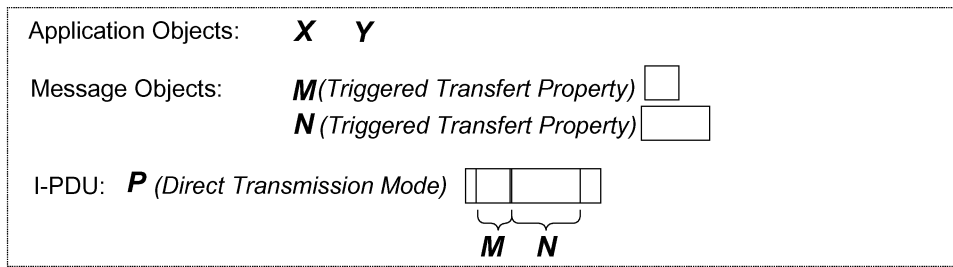 Application Objects: X Y
Message Objects: M (Triggered Transfert Property)
N (Triggered Transfert Property)
I-PDU: P (Direct Transmission Mode)
M N